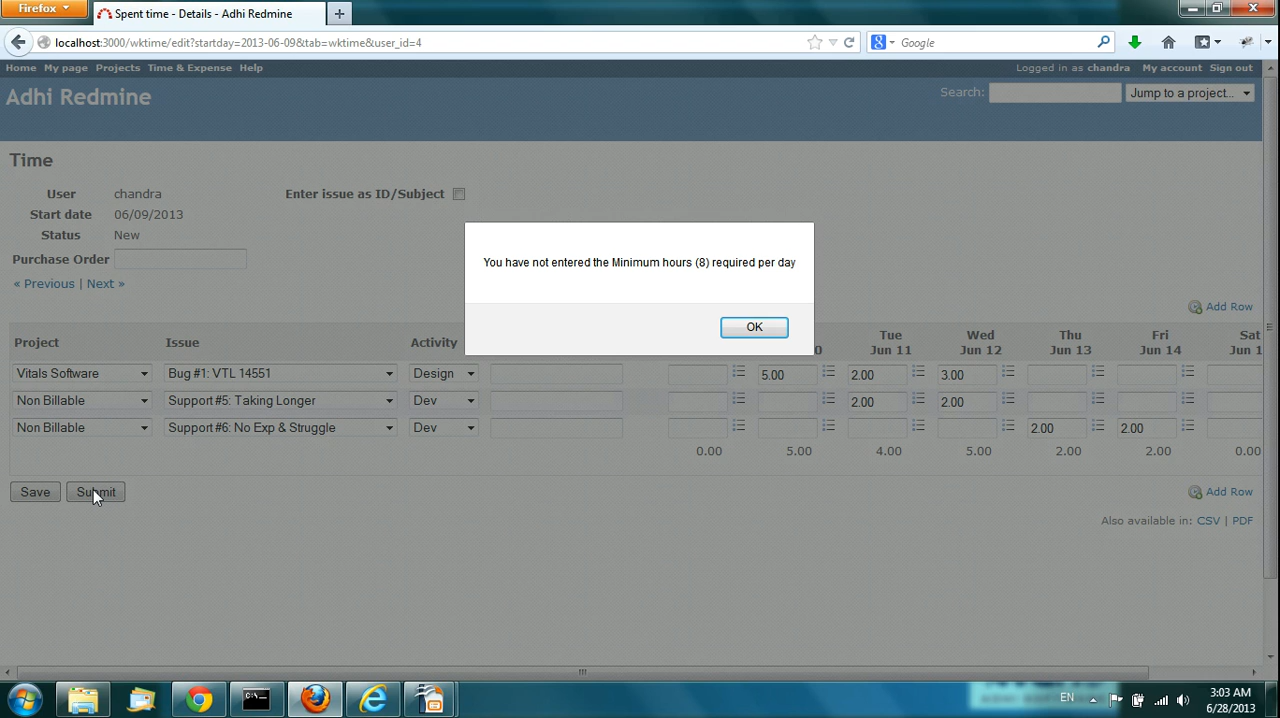 Firefox
Spent time - Details - Adhi Redmine
localhost:3000/wktime/edit?startday=2013-06-09&tab=wktime&user_id=4
Google
Home My page Projects Time & Expense Help
Logged in as chandra My account Sign out
Adhi Redmine
Search:
Jump to a project...
Time
User chandra
Enter issue as ID/Subject
Start date 06/09/2013
Status New
Purchase Order
« Previous | Next »
You have not entered the Minimum hours (8) required per day
OK
Add Row
Project Issue Activity
0
Tue Jun 11
Wed Jun 12
Thu Jun 13
Fri Jun 14
Sat Jun 1
Vitals Software Bug #1: VTL 14551 Design 5.00 2.00 3.00
Non Billable Support #5: Taking Longer Dev 2.00 2.00
Non Billable Support #6: No Exp & Struggle Dev 2.00 2.00
0.00 5.00 4.00 5.00 2.00 2.00 0.00
Save Submit
Add Row
Also available in: CSV | PDF
EN
3:03 AM
6/28/2013